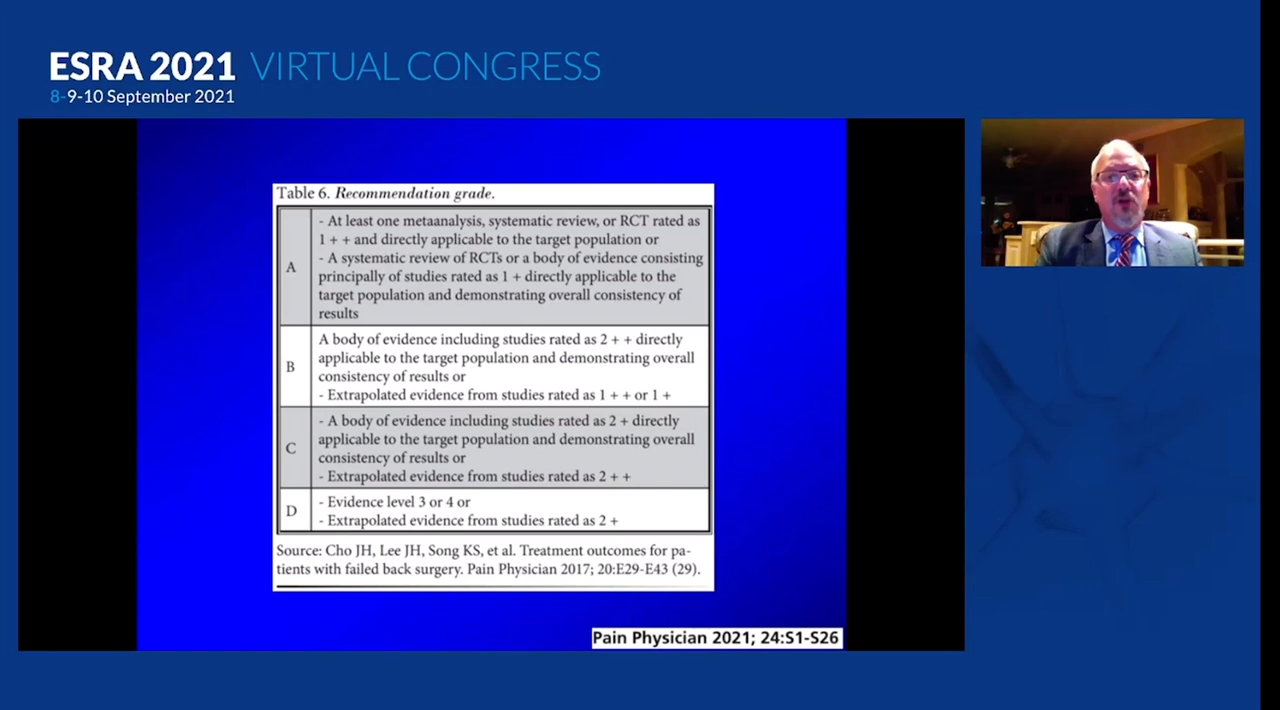 ESRA 2021 VIRTUAL CONGRESS
8-9-10 September 2021
Table 6. Recommendation grade.
A
- At least one metaanalysis, systematic review, or RCT rated as
1 + + and directly applicable to the target population or
- A systematic review of RCTs or a body of evidence consisting
principally of studies rated as 1 + directly applicable to the
target population and demonstrating overall consistency of
results
B
A body of evidence including studies rated as 2 + + directly
applicable to the target population and demonstrating overall
consistency of results or
- Extrapolated evidence from studies rated as 1 + + or 1 +
C
- A body of evidence including studies rated as 2 + directly
applicable to the target population and demonstrating overall
consistency of results or
- Extrapolated evidence from studies rated as 2 + +
D
- Evidence level 3 or 4 or
- Extrapolated evidence from studies rated as 2 +
Source: Cho JH, Lee JH, Song KS, et al. Treatment outcomes for pa-
tients with failed back surgery. Pain Physician 2017; 20:E29-E43 (29).
Pain Physician 2021; 24:S1-S26